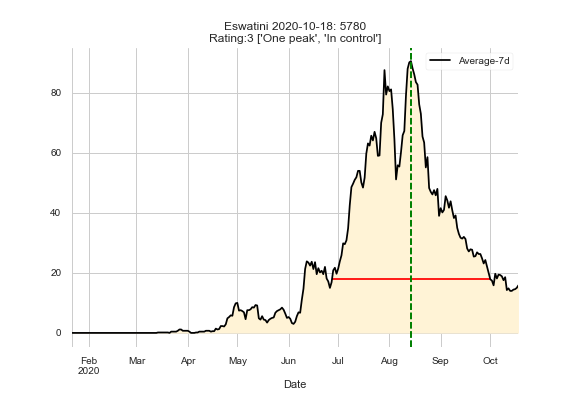 Eswatini 2020-10-18: 5780
Rating:3 ['One peak', 'In control']
Average-7d
80
60
40
20
0
Feb Mar Apr May Jun Jul Aug Sep Oct
2020
Date